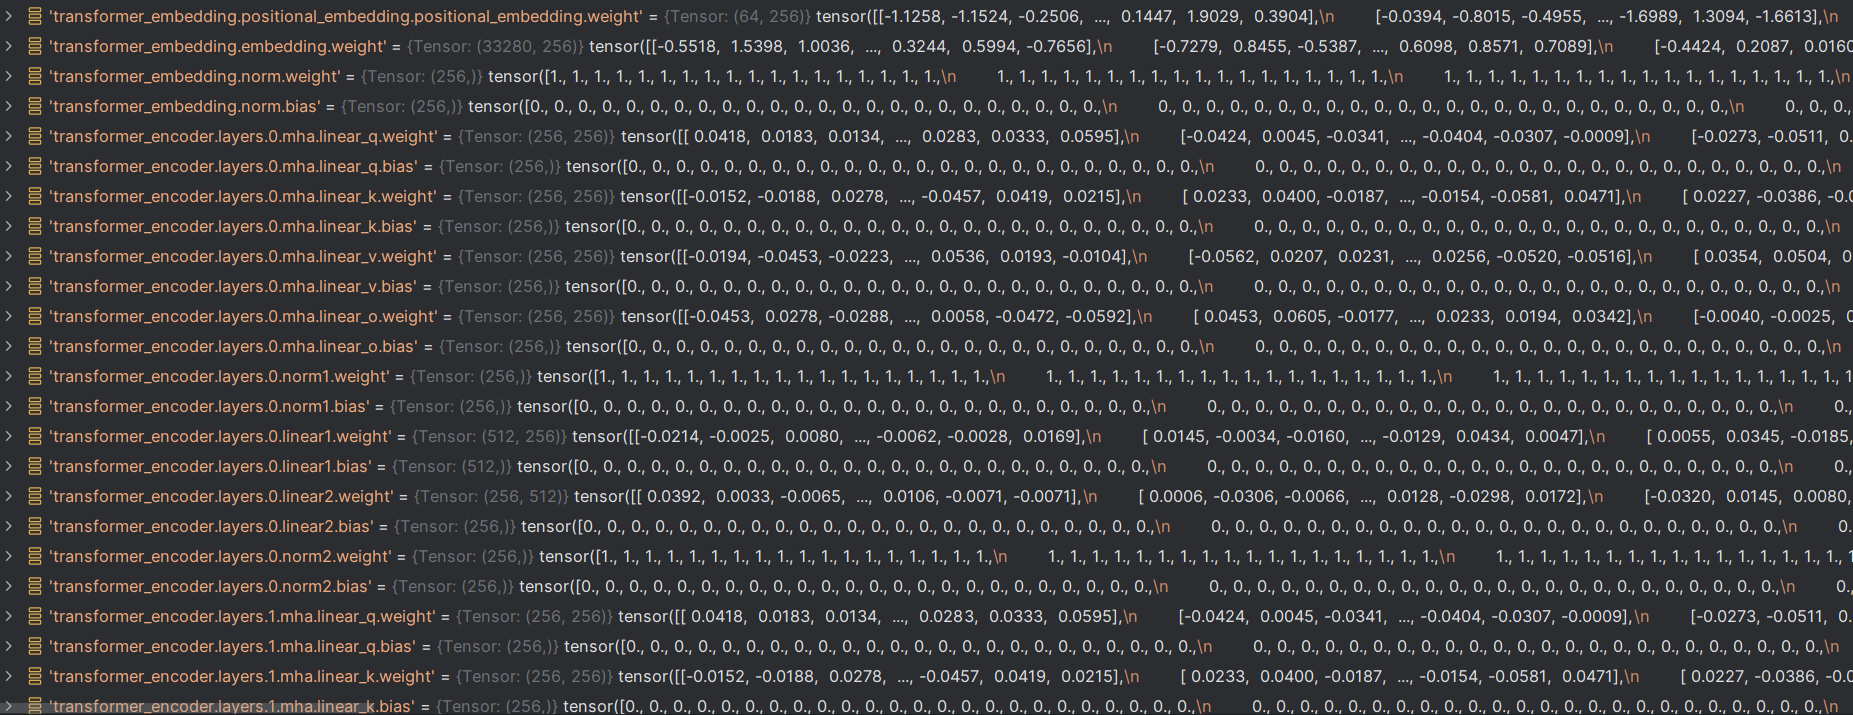 'transformer_embedding.positional_embedding.positional_embedding.weight' = {Tensor: (64, 256)} tensor([[-1.1258, -1.1524, -0.2506, ..., 0.1447, 1.9029, 0.3904],\n [-0.0394, -0.8015, -0.4955, ..., -1.6989, 1.3094, -1.6613],\n
'transformer_embedding.embedding.weight' = {Tensor: (33280, 256)} tensor([[-0.5518, 1.5398, 1.0036, ..., 0.3244, 0.5994, -0.7656],\n [-0.7279, 0.8455, -0.5387, ..., 0.6098, 0.8571, 0.7089],\n [-0.4424, 0.2087, 0.0160
'transformer_embedding.norm.weight' = {Tensor: (256,)} tensor([1., 1., 1., 1., 1., 1., 1., 1., 1., 1., 1., 1., 1., 1., 1., 1., 1., 1.,\n 1., 1., 1., 1., 1., 1., 1., 1., 1., 1., 1., 1., 1., 1., 1., 1., 1., 1.,\n 1., 1., 1., 1., 1., 1., 1., 1., 1., 1., 1., 1., 1., 1., 1., 1., 1., 1.,\n
'transformer_embedding.norm.bias' = {Tensor: (256,)} tensor([0., 0., 0., 0., 0., 0., 0., 0., 0., 0., 0., 0., 0., 0., 0., 0., 0., 0., 0., 0., 0., 0., 0., 0.,\n 0., 0., 0., 0., 0., 0., 0., 0., 0., 0., 0., 0., 0., 0., 0., 0., 0., 0., 0., 0., 0., 0., 0., 0.,\n 0., 0., 0.,
'transformer_encoder.layers.0.mha.linear_q.weight' = {Tensor: (256, 256)} tensor([[ 0.0418, 0.0183, 0.0134, ..., 0.0283, 0.0333, 0.0595],\n [-0.0424, 0.0045, -0.0341, ..., -0.0404, -0.0307, -0.0009],\n [-0.0273, -0.0511, 0.
'transformer_encoder.layers.0.mha.linear_q.bias' = {Tensor: (256,)} tensor([0., 0., 0., 0., 0., 0., 0., 0., 0., 0., 0., 0., 0., 0., 0., 0., 0., 0., 0., 0., 0., 0., 0., 0.,\n 0., 0., 0., 0., 0., 0., 0., 0., 0., 0., 0., 0., 0., 0., 0., 0., 0., 0., 0., 0., 0., 0., 0., 0.,\n
'transformer_encoder.layers.0.mha.linear_k.weight' = {Tensor: (256, 256)} tensor([[-0.0152, -0.0188, 0.0278, ..., -0.0457, 0.0419, 0.0215],\n [ 0.0233, 0.0400, -0.0187, ..., -0.0154, -0.0581, 0.0471],\n [ 0.0227, -0.0386, -0.0
'transformer_encoder.layers.0.mha.linear_k.bias' = {Tensor: (256,)} tensor([0., 0., 0., 0., 0., 0., 0., 0., 0., 0., 0., 0., 0., 0., 0., 0., 0., 0., 0., 0., 0., 0., 0., 0.,\n 0., 0., 0., 0., 0., 0., 0., 0., 0., 0., 0., 0., 0., 0., 0., 0., 0., 0., 0., 0., 0., 0., 0., 0.,\n
'transformer_encoder.layers.0.mha.linear_v.weight' = {Tensor: (256, 256)} tensor([[-0.0194, -0.0453, -0.0223, ..., 0.0536, 0.0193, -0.0104],\n [-0.0562, 0.0207, 0.0231, ..., 0.0256, -0.0520, -0.0516],\n [ 0.0354, 0.0504, 0
'transformer_encoder.layers.0.mha.linear_v.bias' = {Tensor: (256,)} tensor([0., 0., 0., 0., 0., 0., 0., 0., 0., 0., 0., 0., 0., 0., 0., 0., 0., 0., 0., 0., 0., 0., 0., 0.,\n 0., 0., 0., 0., 0., 0., 0., 0., 0., 0., 0., 0., 0., 0., 0., 0., 0., 0., 0., 0., 0., 0., 0., 0.,\n
'transformer_encoder.layers.0.mha.linear_o.weight' = {Tensor: (256, 256)} tensor([[-0.0453, 0.0278, -0.0288, ..., 0.0058, -0.0472, -0.0592],\n [ 0.0453, 0.0605, -0.0177, ..., 0.0233, 0.0194, 0.0342],\n [-0.0040, -0.0025, 0
'transformer_encoder.layers.0.mha.linear_o.bias' = {Tensor: (256,)} tensor([0., 0., 0., 0., 0., 0., 0., 0., 0., 0., 0., 0., 0., 0., 0., 0., 0., 0., 0., 0., 0., 0., 0., 0.,\n 0., 0., 0., 0., 0., 0., 0., 0., 0., 0., 0., 0., 0., 0., 0., 0., 0., 0., 0., 0., 0., 0., 0., 0.,\n
'transformer_encoder.layers.0.norm1.weight' = {Tensor: (256,)} tensor([1., 1., 1., 1., 1., 1., 1., 1., 1., 1., 1., 1., 1., 1., 1., 1., 1., 1.,\n 1., 1., 1., 1., 1., 1., 1., 1., 1., 1., 1., 1., 1., 1., 1., 1., 1., 1.,\n 1., 1., 1., 1., 1., 1., 1., 1., 1., 1., 1., 1., 1., 1., 1., 1., 1
'transformer_encoder.layers.0.norm1.bias' = {Tensor: (256,)} tensor([0., 0., 0., 0., 0., 0., 0., 0., 0., 0., 0., 0., 0., 0., 0., 0., 0., 0., 0., 0., 0., 0., 0., 0.,\n 0., 0., 0., 0., 0., 0., 0., 0., 0., 0., 0., 0., 0., 0., 0., 0., 0., 0., 0., 0., 0., 0., 0., 0.,\n 0.,
'transformer_encoder.layers.0.linear1.weight' = {Tensor: (512, 256)} tensor([[-0.0214, -0.0025, 0.0080, ..., -0.0062, -0.0028, 0.0169],\n [ 0.0145, -0.0034, -0.0160, ..., -0.0129, 0.0434, 0.0047],\n [ 0.0055, 0.0345, -0.0185,
'transformer_encoder.layers.0.linear1.bias' = {Tensor: (512,)} tensor([0., 0., 0., 0., 0., 0., 0., 0., 0., 0., 0., 0., 0., 0., 0., 0., 0., 0., 0., 0., 0., 0., 0., 0.,\n 0., 0., 0., 0., 0., 0., 0., 0., 0., 0., 0., 0., 0., 0., 0., 0., 0., 0., 0., 0., 0., 0., 0., 0.,\n 0.,
'transformer_encoder.layers.0.linear2.weight' = {Tensor: (256, 512)} tensor([[ 0.0392, 0.0033, -0.0065, ..., 0.0106, -0.0071, -0.0071],\n [ 0.0006, -0.0306, -0.0066, ..., 0.0128, -0.0298, 0.0172],\n [-0.0320, 0.0145, 0.0080,
'transformer_encoder.layers.0.linear2.bias' = {Tensor: (256,)} tensor([0., 0., 0., 0., 0., 0., 0., 0., 0., 0., 0., 0., 0., 0., 0., 0., 0., 0., 0., 0., 0., 0., 0., 0.,\n 0., 0., 0., 0., 0., 0., 0., 0., 0., 0., 0., 0., 0., 0., 0., 0., 0., 0., 0., 0., 0., 0., 0., 0.,\n 0.
'transformer_encoder.layers.0.norm2.weight' = {Tensor: (256,)} tensor([1., 1., 1., 1., 1., 1., 1., 1., 1., 1., 1., 1., 1., 1., 1., 1., 1., 1.,\n 1., 1., 1., 1., 1., 1., 1., 1., 1., 1., 1., 1., 1., 1., 1., 1., 1., 1.,\n 1., 1., 1., 1., 1., 1., 1., 1., 1., 1., 1., 1., 1., 1., 1., 1., 1
'transformer_encoder.layers.0.norm2.bias' = {Tensor: (256,)} tensor([0., 0., 0., 0., 0., 0., 0., 0., 0., 0., 0., 0., 0., 0., 0., 0., 0., 0., 0., 0., 0., 0., 0., 0.,\n 0., 0., 0., 0., 0., 0., 0., 0., 0., 0., 0., 0., 0., 0., 0., 0., 0., 0., 0., 0., 0., 0., 0., 0.,\n 0.,
'transformer_encoder.layers.1.mha.linear_q.weight' = {Tensor: (256, 256)} tensor([[ 0.0418, 0.0183, 0.0134, ..., 0.0283, 0.0333, 0.0595],\n [-0.0424, 0.0045, -0.0341, ..., -0.0404, -0.0307, -0.0009],\n [-0.0273, -0.0511, 0.
'transformer_encoder.layers.1.mha.linear_q.bias' = {Tensor: (256,)} tensor([0., 0., 0., 0., 0., 0., 0., 0., 0., 0., 0., 0., 0., 0., 0., 0., 0., 0., 0., 0., 0., 0., 0., 0.,\n 0., 0., 0., 0., 0., 0., 0., 0., 0., 0., 0., 0., 0., 0., 0., 0., 0., 0., 0., 0., 0., 0., 0., 0.,\n
'transformer_encoder.layers.1.mha.linear_k.weight' = {Tensor: (256, 256)} tensor([[-0.0152, -0.0188, 0.0278, ..., -0.0457, 0.0419, 0.0215],\n [ 0.0233, 0.0400, -0.0187, ..., -0.0154, -0.0581, 0.0471],\n [ 0.0227, -0.0386, -0.0
'transformer_encoder.layers.1.mha.linear_k.bias' = {Tensor: (256,)} tensor([0., 0., 0., 0., 0., 0., 0., 0., 0., 0., 0., 0., 0., 0., 0., 0., 0., 0., 0., 0., 0., 0., 0., 0.,\n 0., 0., 0., 0., 0., 0., 0., 0., 0., 0., 0., 0., 0., 0., 0., 0., 0., 0., 0., 0., 0., 0., 0., 0.,\n